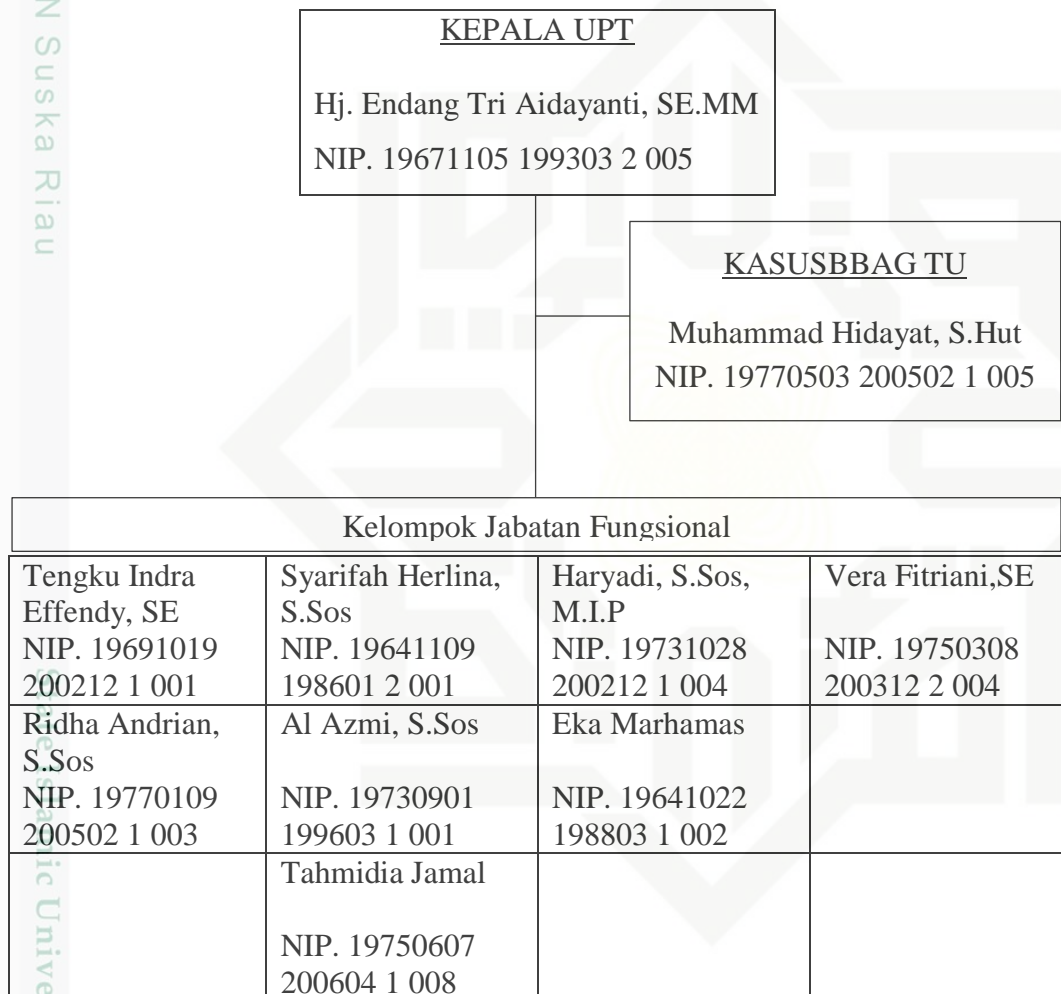 KEPALA UPT
Hj. Endang Tri Aidayanti, SE.MM
NIP. 19671105 199303 2 005
KASUSBBAG TU
Muhammad Hidayat, S.Hut
NIP. 19770503 200502 1 005
Kelompok Jabatan Fungsional
Tengku Indra
Effendy, SE
NIP. 19691019
200212 1 001
Syarifah Herlina,
S.Sos
NIP. 19641109
198601 2 001
Haryadi, S.Sos,
M.I.P
NIP. 19731028
200212 1 004
Vera Fitriani,SE
NIP. 19750308
200312 2 004
Ridha Andrian,
S.Sos
NIP. 19770109
200502 1 003
Al Azmi, S.Sos
NIP. 19730901
199603 1 001
Eka Marhamas
NIP. 19641022
198803 1 002
Tahmidia Jamal
NIP. 19750607
200604 1 008
N Suska Riau